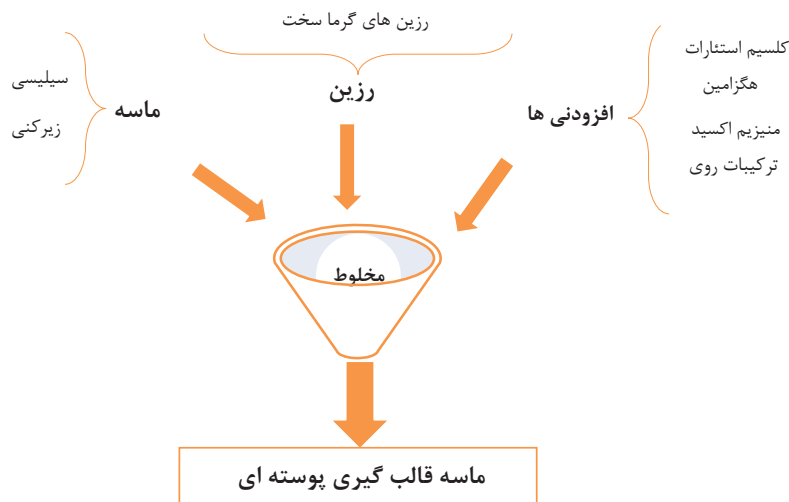 رزین های گرما سخت
رزین
کلسیم استئارات
هگزامین
منیزیم اکسید
ترکیبات روی
افزودنی ها
ماسه
سیلیسی
زیرکنی
مخلوط
ماسه قالب گیری پوسته ای